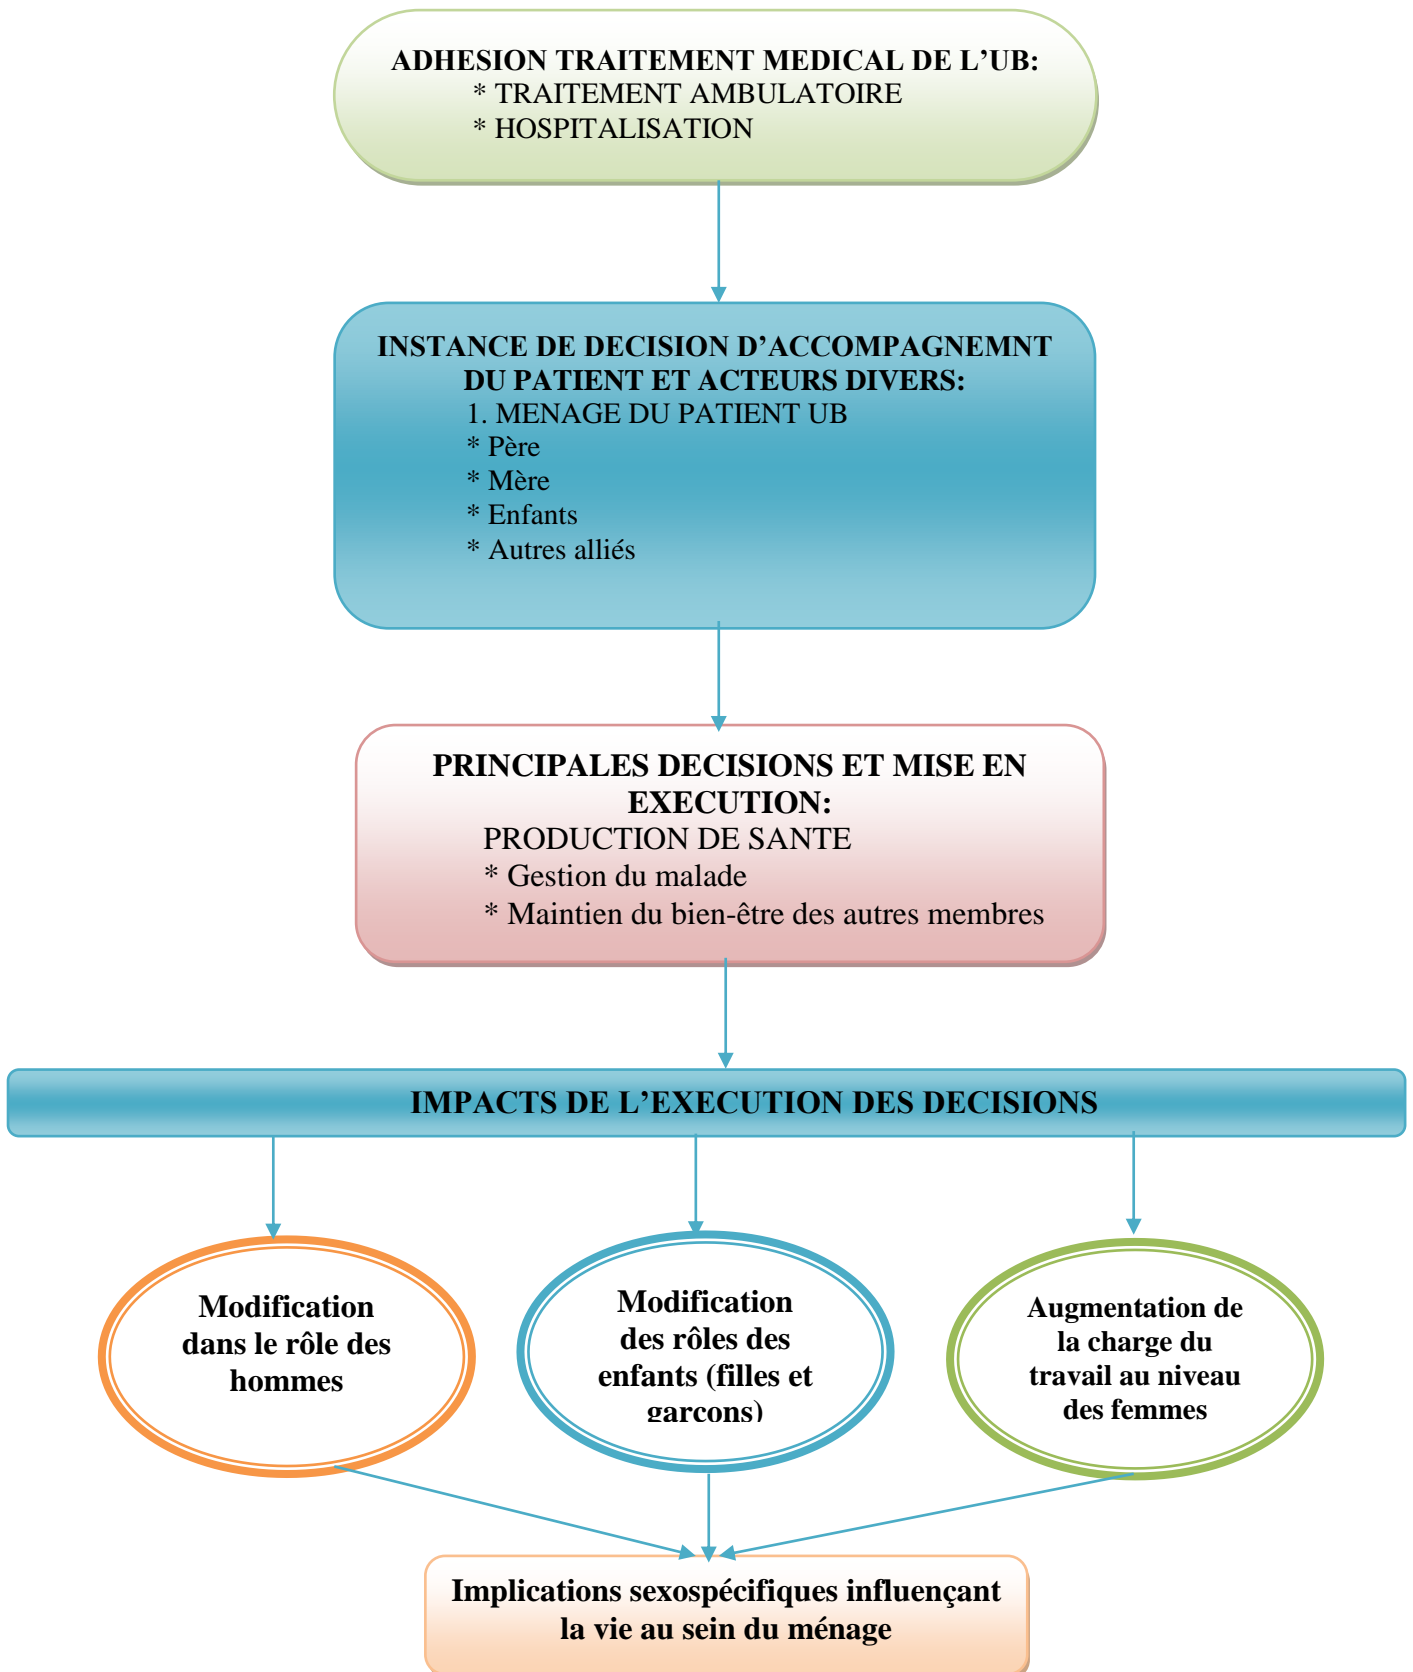 ADHESION TRAITEMENT MEDICAL DE L’UB:
* TRAITEMENT AMBULATOIRE
* HOSPITALISATION
INSTANCE DE DECISION D’ACCOMPAGNEMNT
DU PATIENT ET ACTEURS DIVERS:
1. MENAGE DU PATIENT UB
* Père
* Mère
* Enfants
* Autres alliés
PRINCIPALES DECISIONS ET MISE EN
EXECUTION:
PRODUCTION DE SANTE
* Gestion du malade
* Maintien du bien-être des autres membres
IMPACTS DE L’EXECUTION DES DECISIONS
Modification
dans le rôle des
hommes
Modification
des rôles des
enfants (filles et
garçons)
Augmentation de
la charge du
travail au niveau
des femmes
Implications sexospécifiques influençant
la vie au sein du ménage